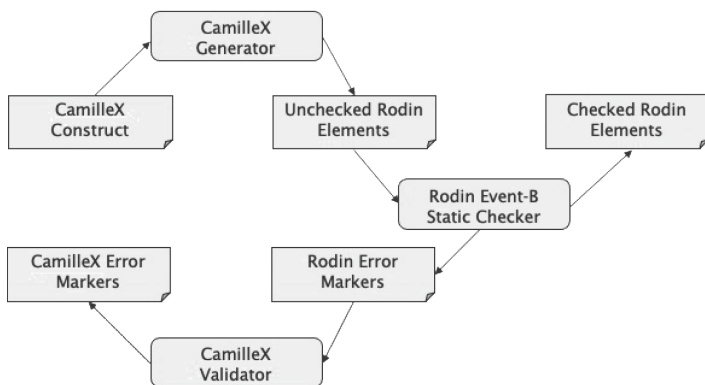 CamilleX
Generator
CamilleX
Construct
Unchecked Rodin
Elements
Checked Rodin
Elements
Rodin Event-B
Static Checker
CamilleX Error
Markers
Rodin Error
Markers
CamilleX
Validator